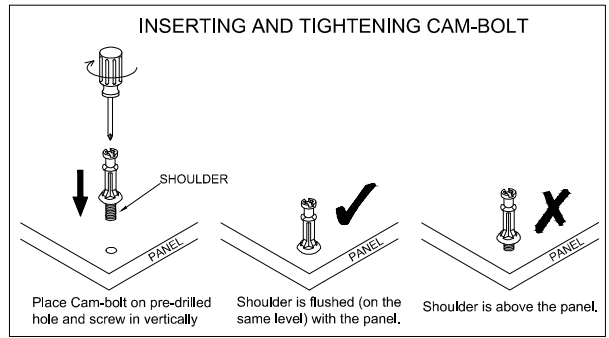 INSERTING AND TIGHTENING CAM-BOLT
SHOULDER
PANEL
Place Cam-bolt on pre-drilled
hole and screw in vertically
PANEL
Shoulder is flushed (on the
same level) with the panel.
PANEL
Shoulder is above the panel.